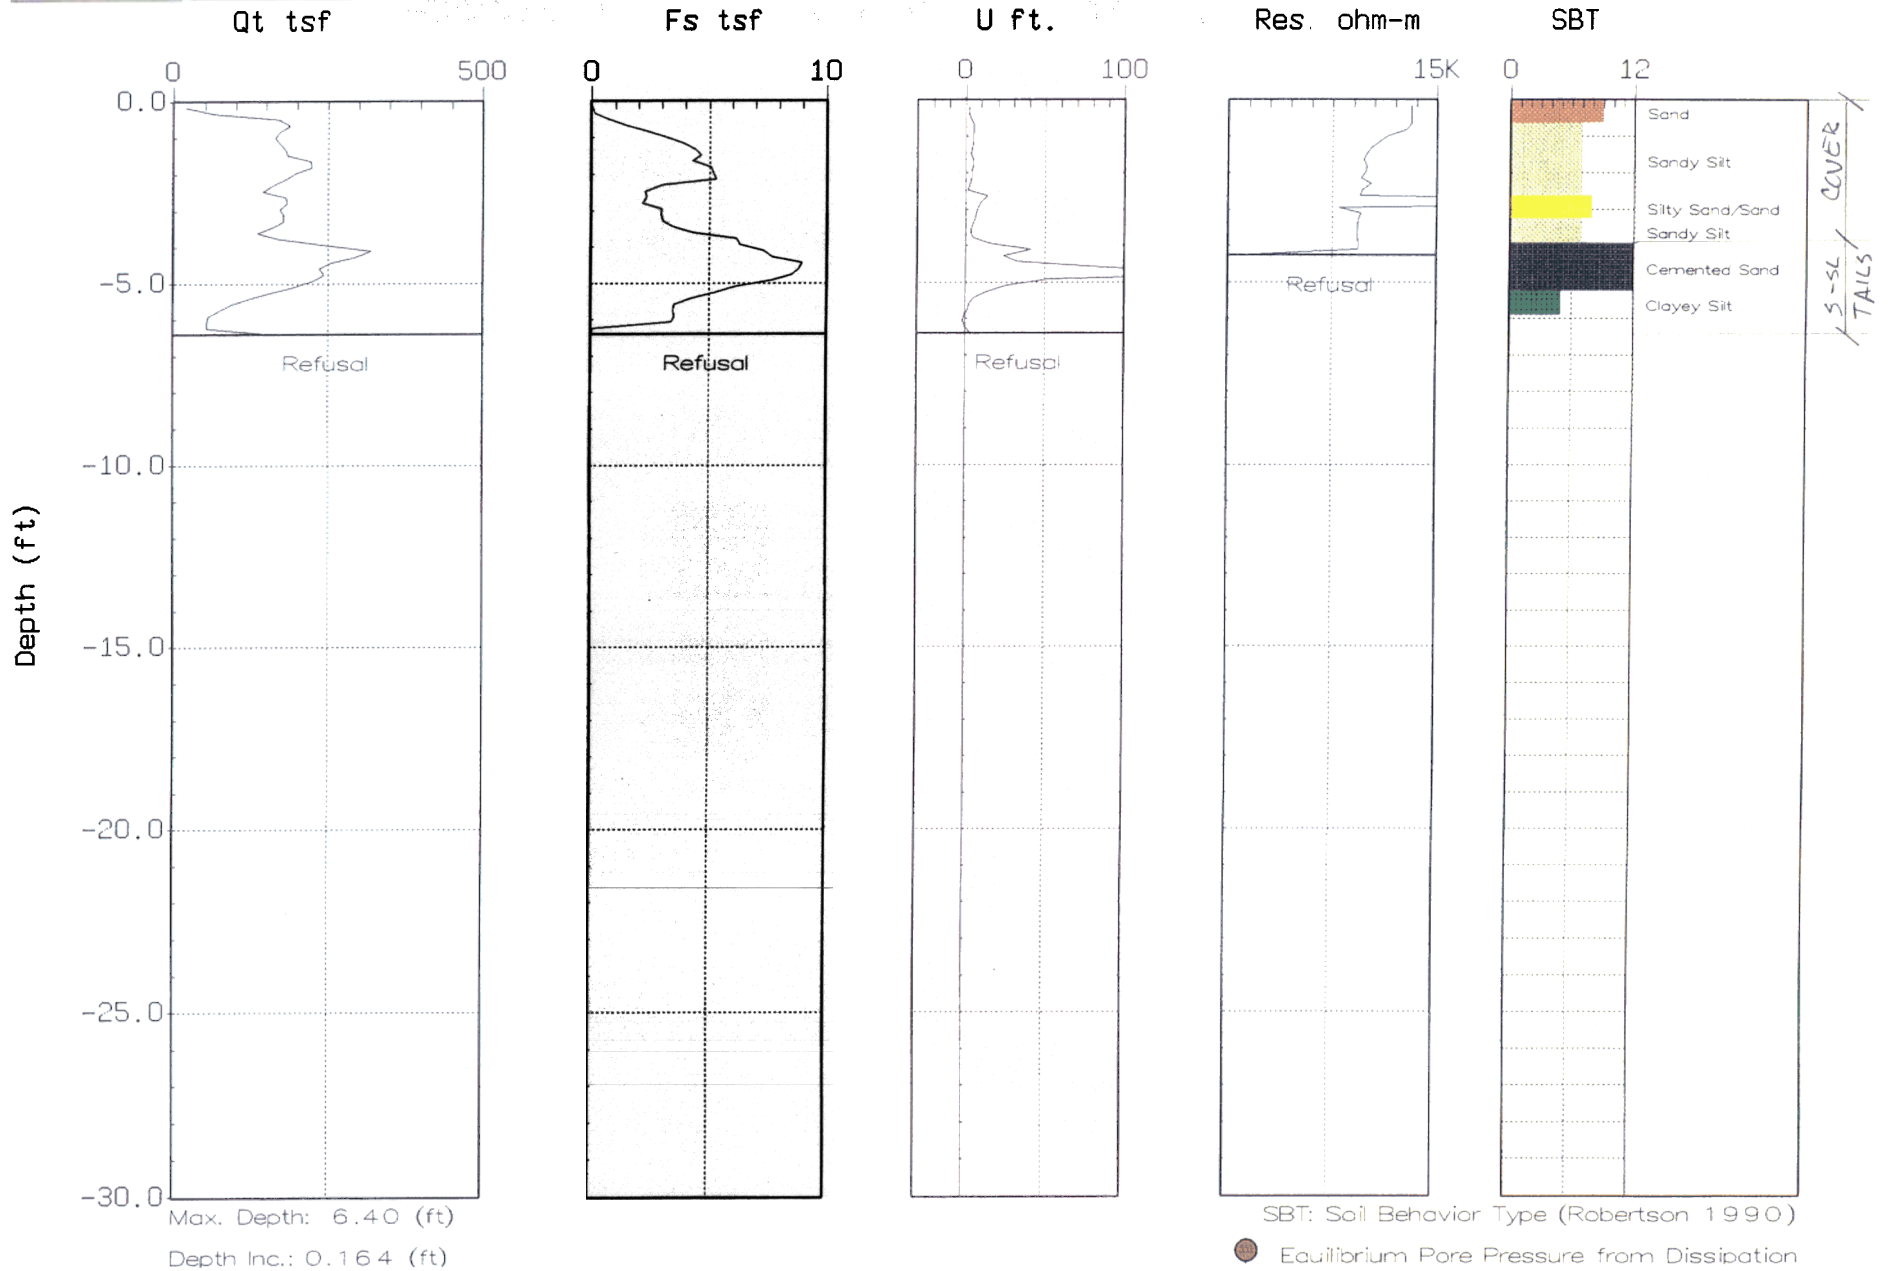 Qt tsf Fs tsf U ft. Res. ohm-m SBT
0 500 0 10 0 100 15K 0 12
0.0
Sand
Sandy Silt
COVER
Silty Sand/Sand
Sandy Silt
Cemented Sand
S-SL TAILS
-5.0
Refusal
Clayey Silt
Refusal Refusal Refusal
-10.0
Depth (ft)
-15.0
-20.0
-25.0
-30.0
Max. Depth: 6.40 (ft)
SBT: Soil Behavior Type (Robertson 1990)
Depth Inc.: 0.164 (ft)
Equilibrium Pore Pressure from Dissipation